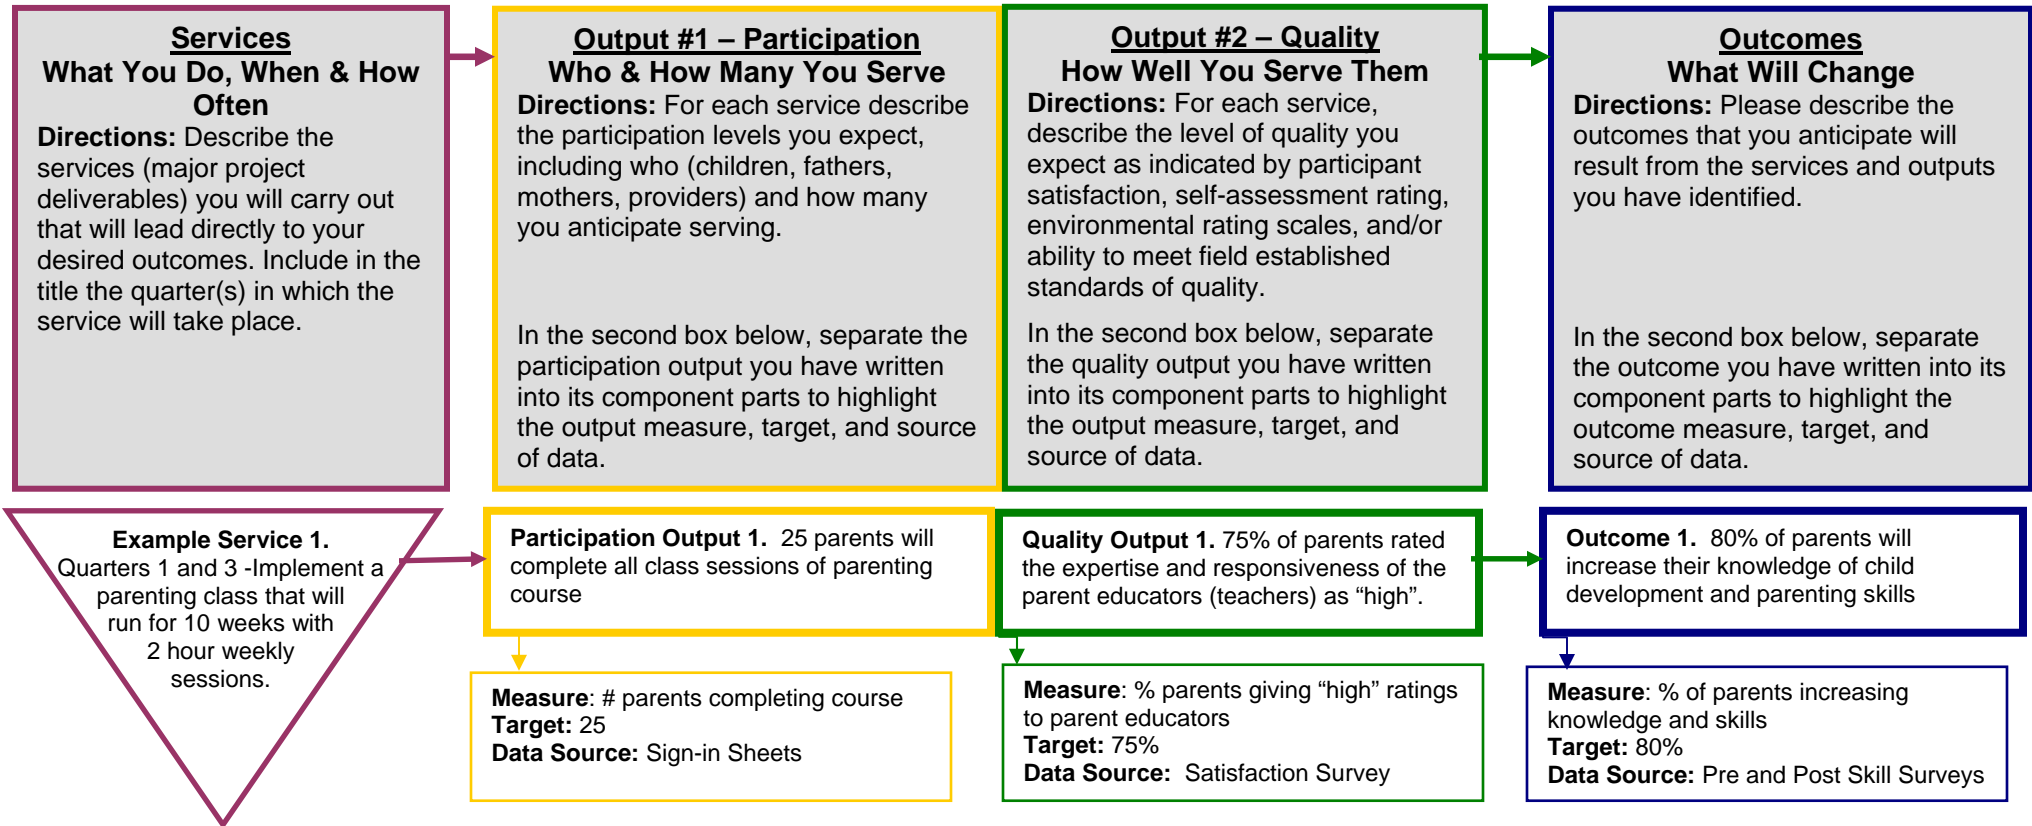 Services
What You Do, When & How
Often
Directions: Describe the
services (major project
deliverables) you will carry out
that will lead directly to your
desired outcomes. Include in the
title the quarter(s) in which the
service will take place.
Output #1 – Participation
Who & How Many You Serve
Directions: For each service describe
the participation levels you expect,
including who (children, fathers,
mothers, providers) and how many
you anticipate serving.
In the second box below, separate the
participation output you have written
into its component parts to highlight
the output measure, target, and source
of data.
Output #2 – Quality
How Well You Serve Them
Directions: For each service,
describe the level of quality you
expect as indicated by participant
satisfaction, self-assessment rating,
environmental rating scales, and/or
ability to meet field established
standards of quality.
In the second box below, separate
the quality output you have written
into its component parts to highlight
the output measure, target, and
source of data.
Outcomes
What Will Change
Directions: Please describe the
outcomes that you anticipate will
result from the services and outputs
you have identified.
In the second box below, separate
the outcome you have written into its
component parts to highlight the
outcome measure, target, and
source of data.
Example Service 1.
Quarters 1 and 3 -Implement a
parenting class that will
run for 10 weeks with
2 hour weekly
sessions.
Participation Output 1. 25 parents will
complete all class sessions of parenting
course
Measure: # parents completing course
Target: 25
Data Source: Sign-in Sheets
Quality Output 1. 75% of parents rated
the expertise and responsiveness of the
parent educators (teachers) as “high”.
Measure: % parents giving “high” ratings
to parent educators
Target: 75%
Data Source: Satisfaction Survey
Outcome 1. 80% of parents will
increase their knowledge of child
development and parenting skills
Measure: % of parents increasing
knowledge and skills
Target: 80%
Data Source: Pre and Post Skill Surveys